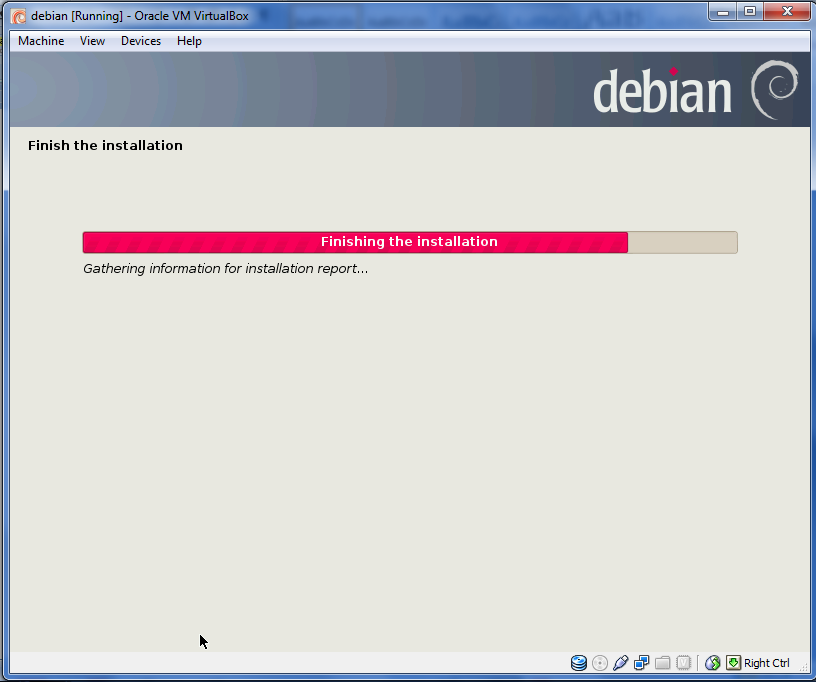 debian [Running] - Oracle VM VirtualBox
Machine View Devices Help
debian
Finish the installation
Finishing the installation
Gathering information for installation report...
Right Ctrl